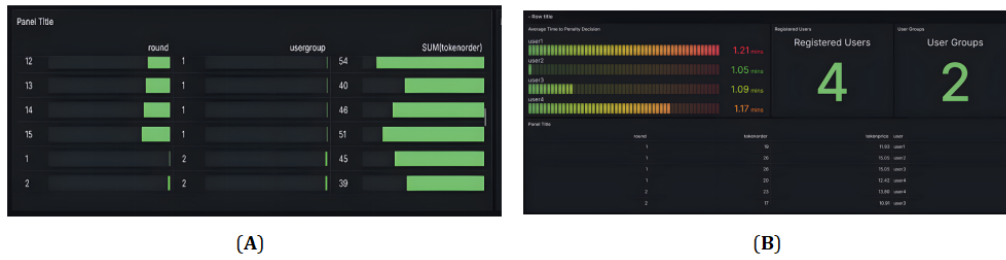 Panel Title
round usergroup SUM(tokenorder)
12 1 54
13 1 40
14 1 46
15 1 51
1 2 45
2 2 39
(A)
Row title
Average Time to Penalty Decision
user1
1.21 mins
user2
1.05 mins
user3
1.09 mins
user4
1.17 mins
Registered Users
Registered Users
4
User Groups
User Groups
2
Panel Title
round tokenorder tokenprice user
1 19 11.93 user1
1 26 15.05 user2
1 26 15.05 user3
1 20 12.42 user4
2 23 13.80 user4
2 17 10.91 user3
(B)